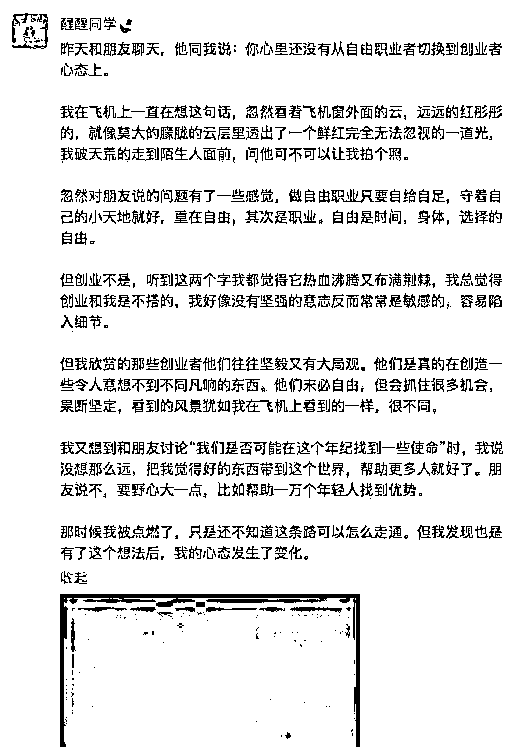 醒醒同学
昨天和朋友聊天，他同我说：你心里还没有从自由职业者切换到创业者
心态上。
我在飞机上一直在想这句话，忽然看着飞机窗外面的云，远远的红彤彤
的，就像莫大的朦胧的云层里透出了一个鲜红完全无法忽视的一道光，
我破天荒的走到陌生人面前，问他可不可以让我拍个照。
忽然对朋友说的问题有了一些感觉，做自由职业只要自给自足，守着自
己的小天地就好，重在自由，其次是职业。自由是时间，身体，选择的
自由。
但创业不是，听到这两个字我都觉得它热血沸腾又布满荆棘，我总觉得
创业和我是不搭的，我好像没有坚强的意志反而常常是敏感的，容易陷
入细节。
但我欣赏的那些创业者他们往往坚毅又有大局观。他们是真的在创造一
些令人意想不到不同凡响的东西。他们未必自由，但会抓住很多机会，
果断坚定，看到的风景犹如我在飞机上看到的一样，很不同。
我又想到和朋友讨论“我们是否可能在这个年纪找到一些使命”时，我说
没想那么远，把我觉得好的东西带到这个世界，帮助更多人就好了。朋
友说不，要野心大一点，比如帮助一万个年轻人找到优势。
那时候我被点燃了，只是还不知道这条路可以怎么走通。但我发现也是
有了这个想法后，我的心态发生了变化。
收起